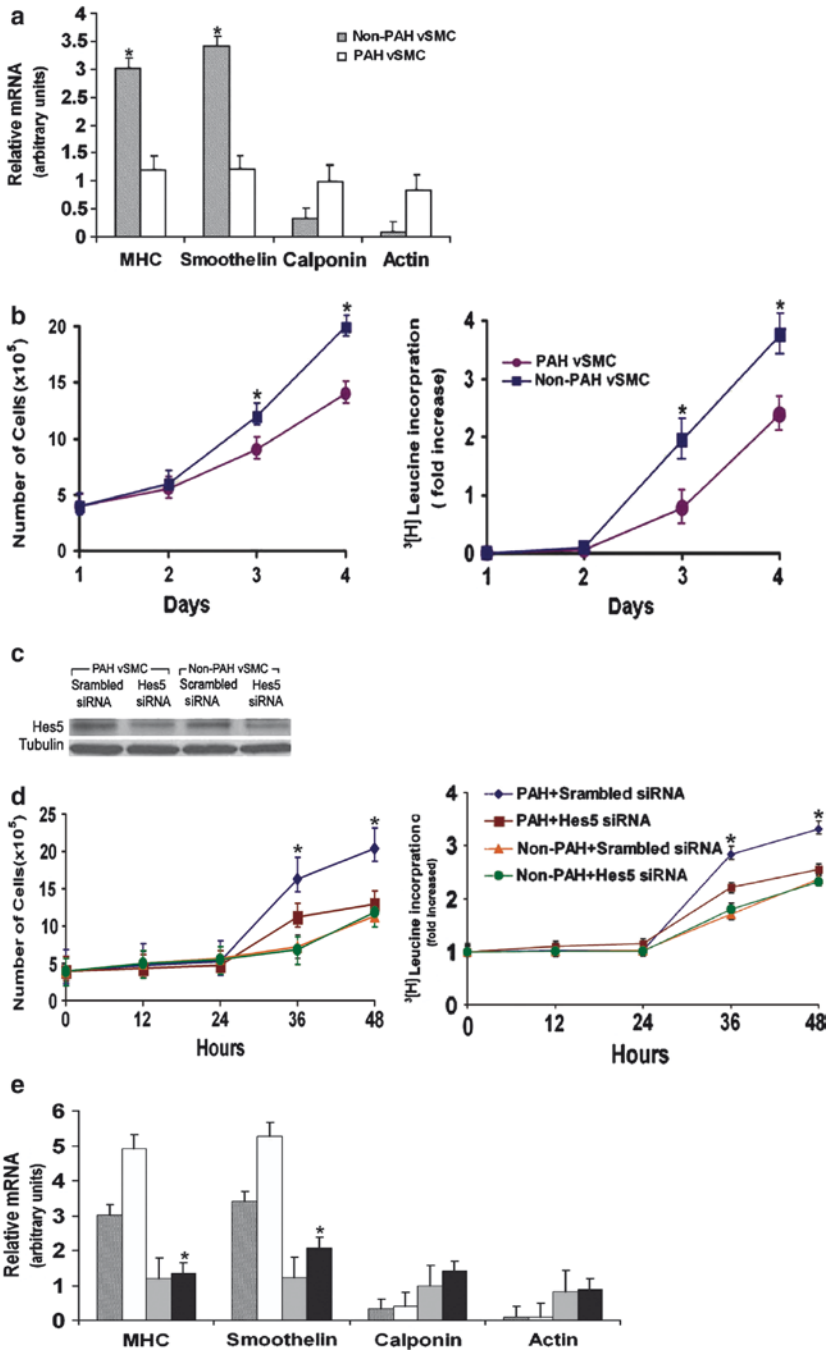 a
Relative mRNA
(arbitrary units)
4
3.5
3
2.5
2
1.5
1
0.5
0
* *
Non-PAH vSMC
PAH vSMC
MHC Smoothelin Calponin Actin
b
Number of Cells (x10⁵)
20
15
10
5
0
* *
1 2 3 4
Days
³[H] Leucine incorpration
( fold increase)
4
3
2
1
0
* *
PAH vSMC
Non-PAH vSMC
1 2 3 4
Days
c
PAH vSMC Non-PAH vSMC
Srambled Hes5 Scrambled Hes5
siRNA siRNA siRNA siRNA
Hes5
Tubulin
d
Number of Cells(x10⁵)
25
20
15
10
5
0
* *
0 12 24 36 48
Hours
³[H] Leucine incorpration c
(fold increased)
4
3
2
1
0
* *
PAH+Srambled siRNA
PAH+Hes5 siRNA
Non-PAH+Srambled siRNA
Non-PAH+Hes5 siRNA
0 12 24 36 48
Hours
e
Relative mRNA
(arbitrary units)
6
5
4
3
2
1
0
* *
MHC Smoothelin Calponin Actin